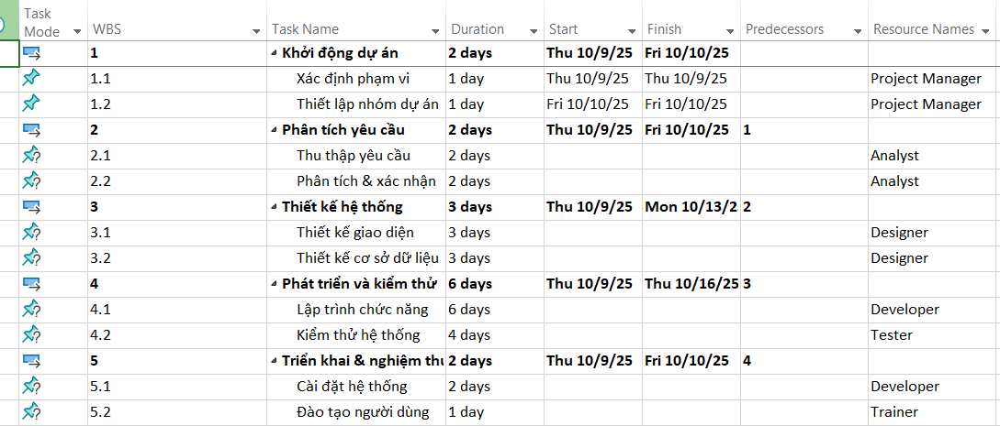 Task Mode WBS Task Name Duration Start Finish Predecessors Resource Names
1 Khởi động dự án 2 days Thu 10/9/25 Fri 10/10/25
1.1 Xác định phạm vi 1 day Thu 10/9/25 Thu 10/9/25 Project Manager
1.2 Thiết lập nhóm dự án 1 day Fri 10/10/25 Fri 10/10/25 Project Manager
2 Phân tích yêu cầu 2 days Thu 10/9/25 Fri 10/10/25 1
2.1 Thu thập yêu cầu 2 days Analyst
2.2 Phân tích & xác nhận 2 days Analyst
3 Thiết kế hệ thống 3 days Thu 10/9/25 Mon 10/13/2 2
3.1 Thiết kế giao diện 3 days Designer
3.2 Thiết kế cơ sở dữ liệu 3 days Designer
4 Phát triển và kiểm thử 6 days Thu 10/9/25 Thu 10/16/25 3
4.1 Lập trình chức năng 6 days Developer
4.2 Kiểm thử hệ thống 4 days Tester
5 Triển khai & nghiệm thu 2 days Thu 10/9/25 Fri 10/10/25 4
5.1 Cài đặt hệ thống 2 days Developer
5.2 Đào tạo người dùng 1 day Trainer